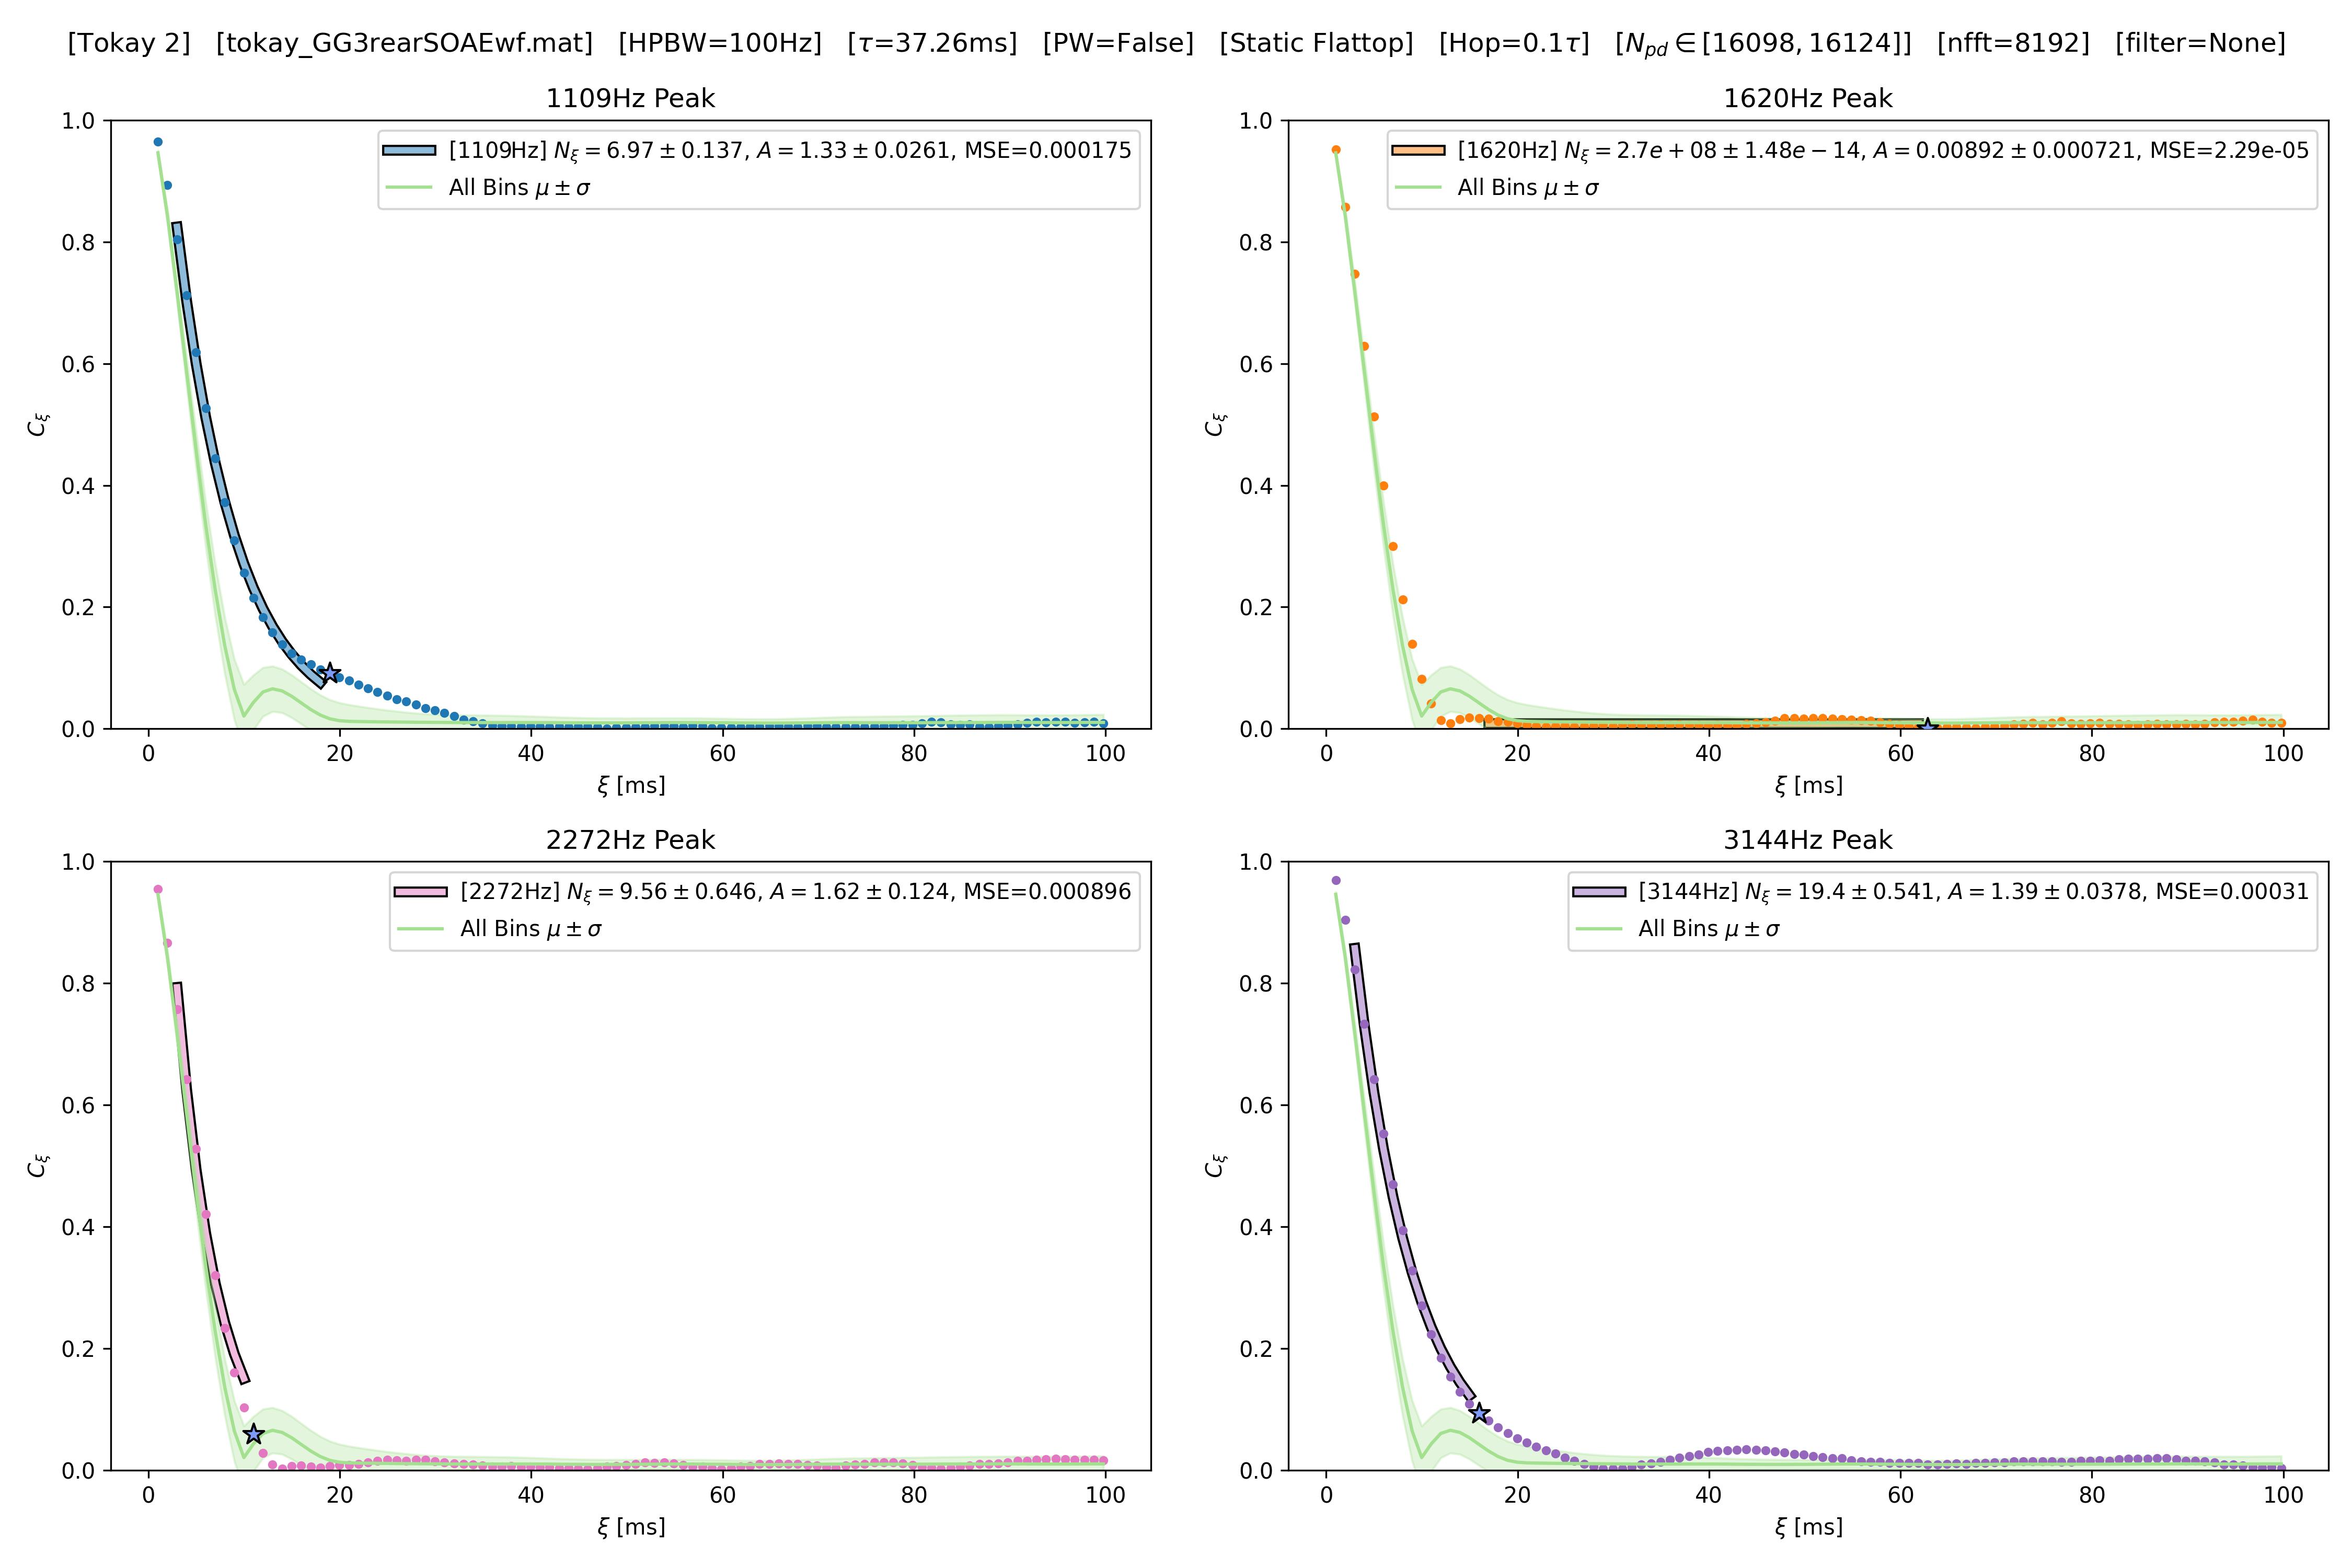 [Tokay 2] [tokay_GG3rearSOAEwf.mat] [HPBW=100Hz] [τ=37.26ms] [PW=False] [Static Flattop] [Hop=0.1τ] [N_pd ∈ [16098, 16124]] [nfft=8192] [filter=None]
1109Hz Peak
[1109Hz] N_ξ = 6.97 ± 0.137, A = 1.33 ± 0.0261, MSE=0.000175
All Bins μ ± σ
1.0
0.8
0.6
0.4
0.2
0.0
C_ξ
0 20 40 60 80 100
ξ [ms]
1620Hz Peak
[1620Hz] N_ξ = 2.7e + 08 ± 1.48e − 14, A = 0.00892 ± 0.000721, MSE=2.29e-05
All Bins μ ± σ
1.0
0.8
0.6
0.4
0.2
0.0
C_ξ
0 20 40 60 80 100
ξ [ms]
2272Hz Peak
[2272Hz] N_ξ = 9.56 ± 0.646, A = 1.62 ± 0.124, MSE=0.000896
All Bins μ ± σ
1.0
0.8
0.6
0.4
0.2
0.0
C_ξ
0 20 40 60 80 100
ξ [ms]
3144Hz Peak
[3144Hz] N_ξ = 19.4 ± 0.541, A = 1.39 ± 0.0378, MSE=0.00031
All Bins μ ± σ
1.0
0.8
0.6
0.4
0.2
0.0
C_ξ
0 20 40 60 80 100
ξ [ms]